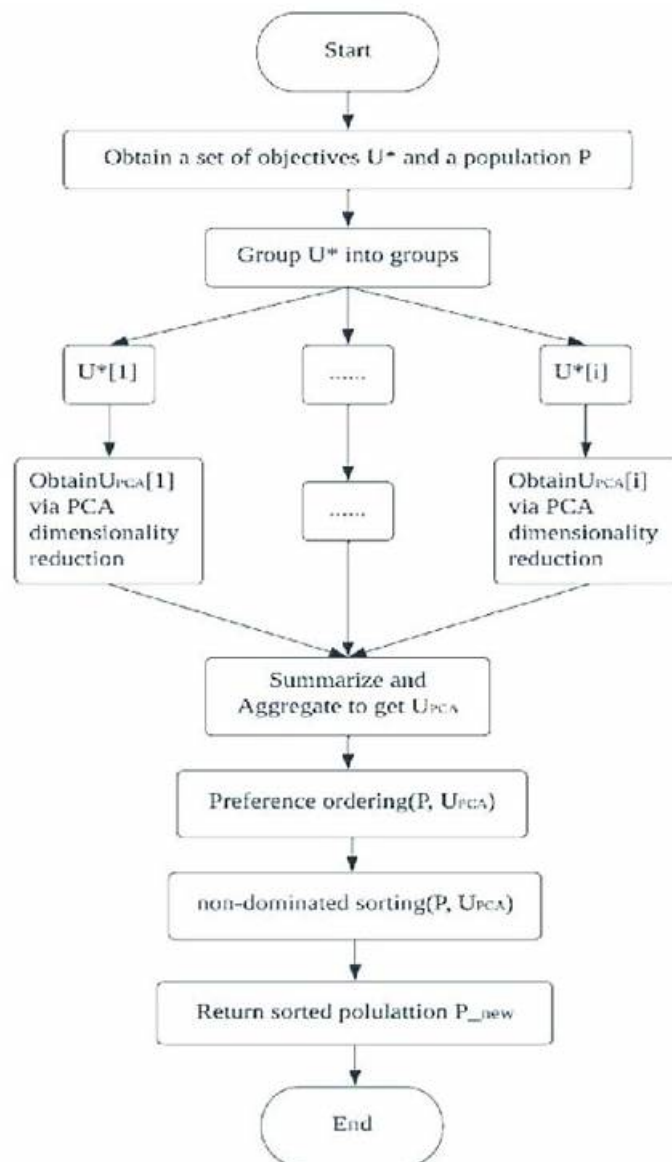 Start
Obtain a set of objectives U* and a population P
Group U* into groups
U*[1]
......
U*[i]
ObtainUPCA[1]
via PCA
dimensionality
reduction
......
ObtainUPCA[i]
via PCA
dimensionality
reduction
Summarize and
Aggregate to get UPCA
Preference ordering(P, UPCA)
non-dominated sorting(P, UPCA)
Return sorted polulattion P_new
End